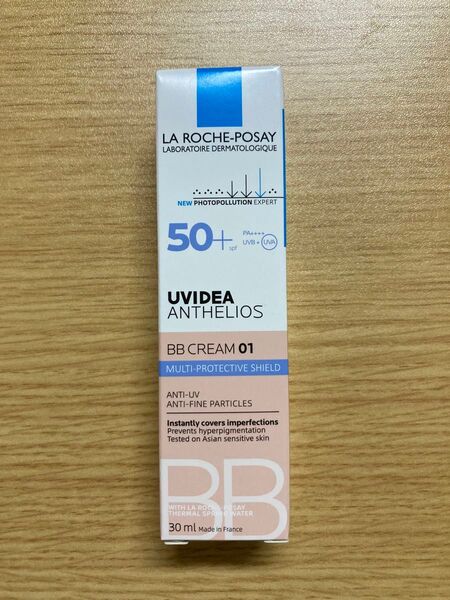 LA ROCHE-POSAY
LABORATOIRE DERMATOLOGIQUE
NEW PHOTOPOLLUTION EXPERT
50+ spf
PA++++
UVB + UVA
UVIDEA
ANTHELIOS
BB CREAM 01
MULTI-PROTECTIVE SHIELD
ANTI-UV
ANTI-FINE PARTICLES
Instantly covers imperfections
Prevents hyperpigmentation
Tested on Asian sensitive skin
BB
WITH LA ROCHE-POSAY
THERMAL SPRING WATER
30 ml Made in France